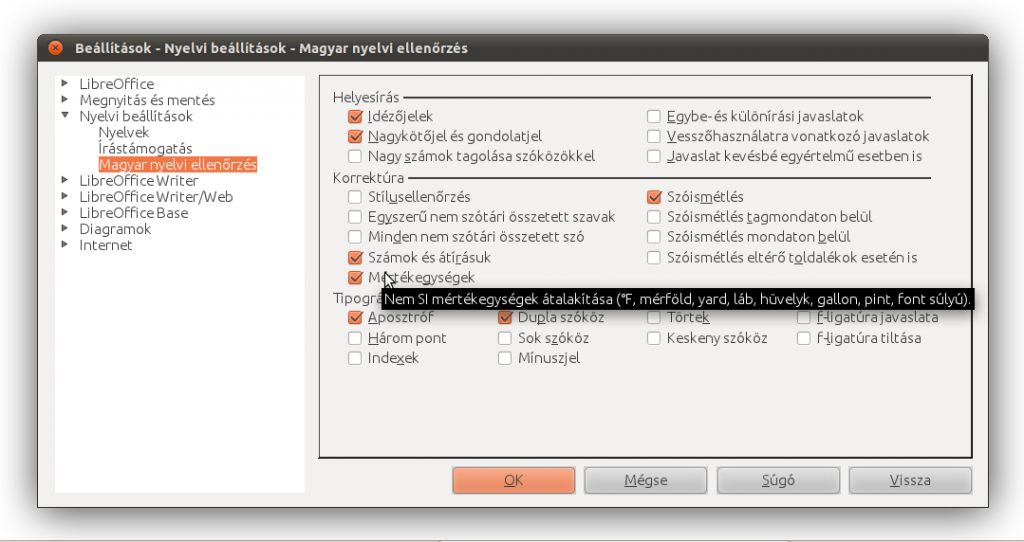 Beállítások - Nyelvi beállítások - Magyar nyelvi ellenőrzés
LibreOffice
Megnyitás és mentés
Nyelvi beállítások
Nyelvek
Írástámogatás
Magyar nyelvi ellenőrzés
LibreOffice Writer
LibreOffice Writer/Web
LibreOffice Base
Diagramok
Internet
Helyesírás
Idézőjelek
Egybe-és különírási javaslatok
Nagykötőjel és gondolatjel
Vesszőhasználatra vonatkozó javaslatok
Nagy számok tagolása szóközökkel
Javaslat kevésbé egyértelmű esetben is
Korrektúra
Stílusellenőrzés
Szóismétlés
Egyszerű nem szótári összetett szavak
Szóismétlés tagmondaton belül
Minden nem szótári összetett szó
Szóismétlés mondaton belül
Számok és átírásuk
Szóismétlés eltérő toldalékok esetén is
Mértékegységek
Nem SI mértékegységek átalakítása (°F, mérföld, yard, láb, hüvelyk, gallon, pint, font súlyú).
Aposztróf
Dupla szóköz
Törtek
f-ligatúra javaslata
Három pont
Sok szóköz
Keskeny szóköz
f-ligatúra tiltása
Indexek
Mínuszjel
OK
Mégse
Súgó
Vissza